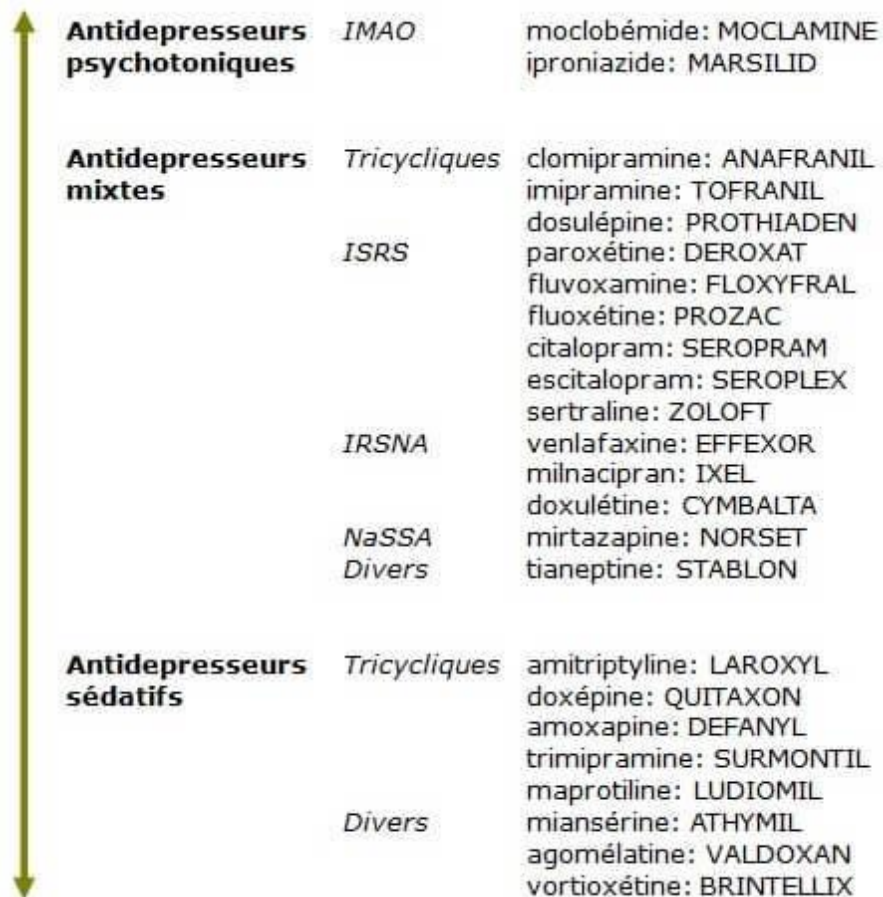 Antidepresseurs IMAO moclobémide: MOCLAMINE
psychotoniques iproniazide: MARSILID
Antidepresseurs Tricycliques clomipramine: ANAFRANIL
mixtes imipramine: TOFRANIL
dosulépine: PROTHIADEN
ISRS paroxétine: DEROXAT
fluvoxamine: FLOXYFRAL
fluoxétine: PROZAC
citalopram: SEROPRAM
escitalopram: SEROPLEX
sertraline: ZOLOFT
IRSNA venlafaxine: EFFEXOR
milnacipran: IXEL
doxulétine: CYMBALTA
NaSSA mirtazapine: NORSET
Divers tianeptine: STABLON
Antidepresseurs Tricycliques amitriptyline: LAROXYL
sédatifs doxépine: QUITAXON
amoxapine: DEFANYL
trimipramine: SURMONTIL
maprotiline: LUDIOMIL
Divers miansérine: ATHYMIL
agomélatine: VALDOXAN
vortioxétine: BRINTELLIX